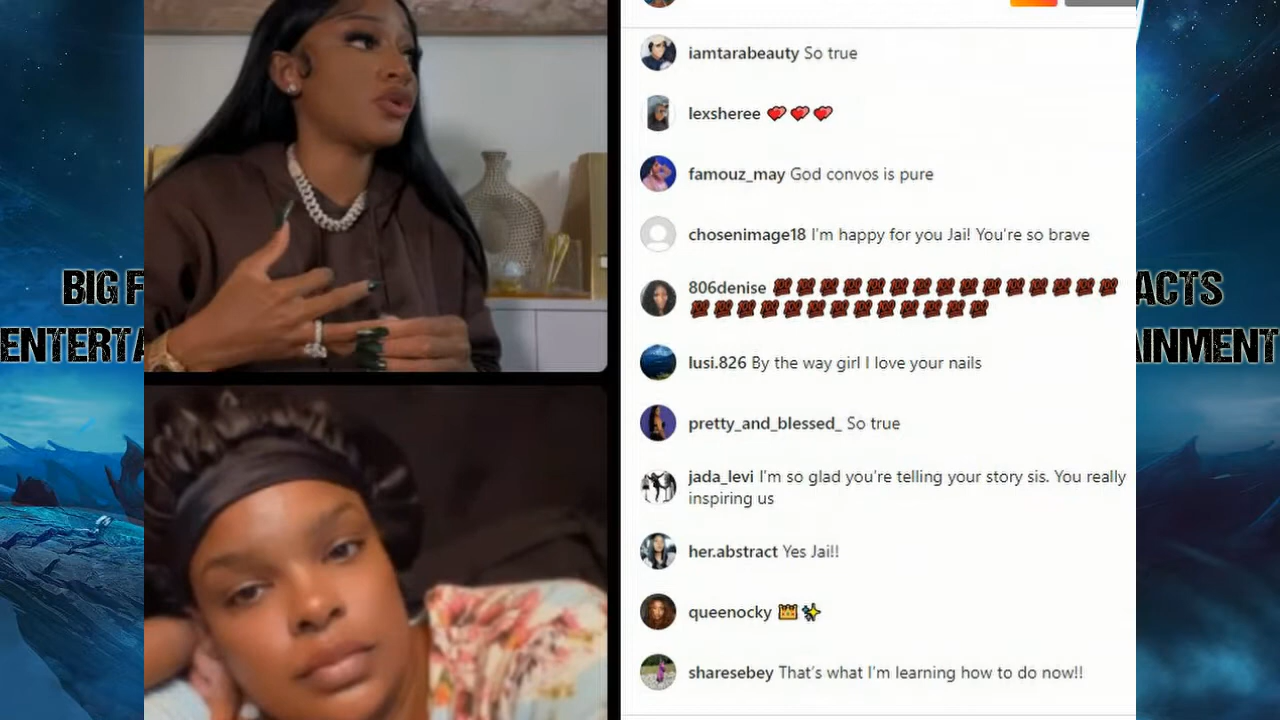 BIG F
ENTERTA
iamtarabeauty So true
lexsheree
famouz_may God convos is pure
chosenimage18 I'm happy for you Jai! You're so brave
806denise 💯💯💯💯💯💯💯💯💯💯💯💯💯💯💯
💯💯💯💯💯💯💯💯💯💯💯💯💯
lusi.826 By the way girl I love your nails
pretty_and_blessed_ So true
jada_levi I'm so glad you're telling your story sis. You really
inspiring us
her.abstract Yes Jai!!
queenocky
sharesebey That's what I'm learning how to do now!!
ACTS
AINMENT